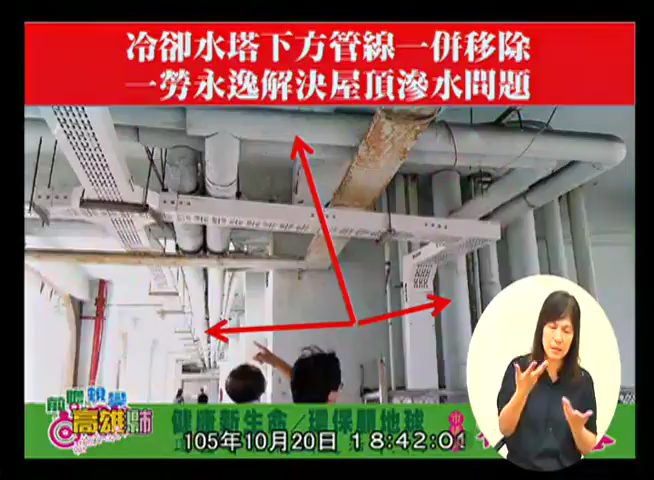 冷卻水塔下方管線一併移除
一勞永逸解決屋頂滲水問題
高雄
健康新生命/環保願地球
105年10月20日 18:42:01